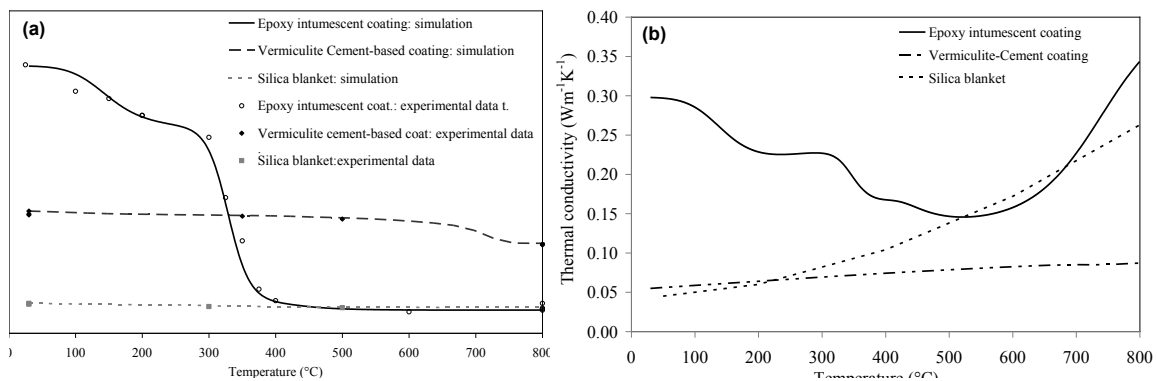 (a)
Epoxy intumescent coating: simulation
Vermiculite Cement-based coating: simulation
Silica blanket: simulation
Epoxy intumescent coat.: experimental data t.
Vermiculite cement-based coat: experimental data
Silica blanket:experimental data
0 100 200 300 400 500 600 700 800
Temperature (°C)
(b)
Epoxy intumescent coating
Vermiculite-Cement coating
Silica blanket
Thermal conductivity (Wm⁻¹K⁻¹)
0.40
0.35
0.30
0.25
0.20
0.15
0.10
0.05
0.00
0 100 200 300 400 500 600 700 800
Temperature (°C)